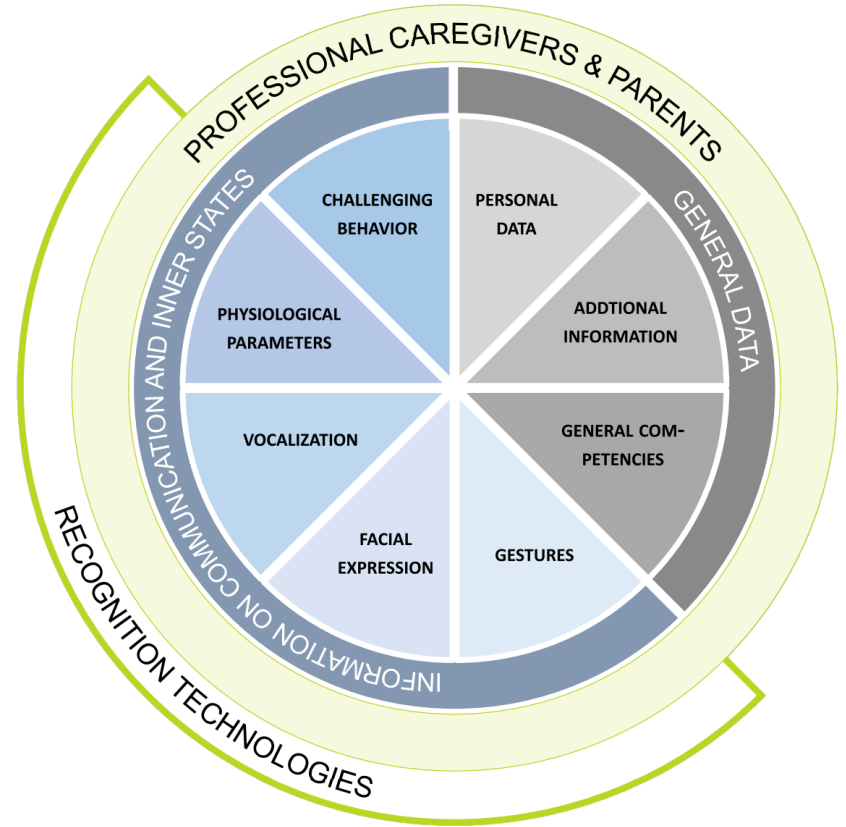 PROFESSIONAL CAREGIVERS & PARENTS
GENERAL DATA
INFORMATION ON COMMUNICATION AND INNER STATES
RECOGNITION TECHNOLOGIES
PERSONAL
DATA
ADDTIONAL
INFORMATION
GENERAL COM-
PETENCIES
GESTURES
FACIAL
EXPRESSION
VOCALIZATION
PHYSIOLOGICAL
PARAMETERS
CHALLENGING
BEHAVIOR